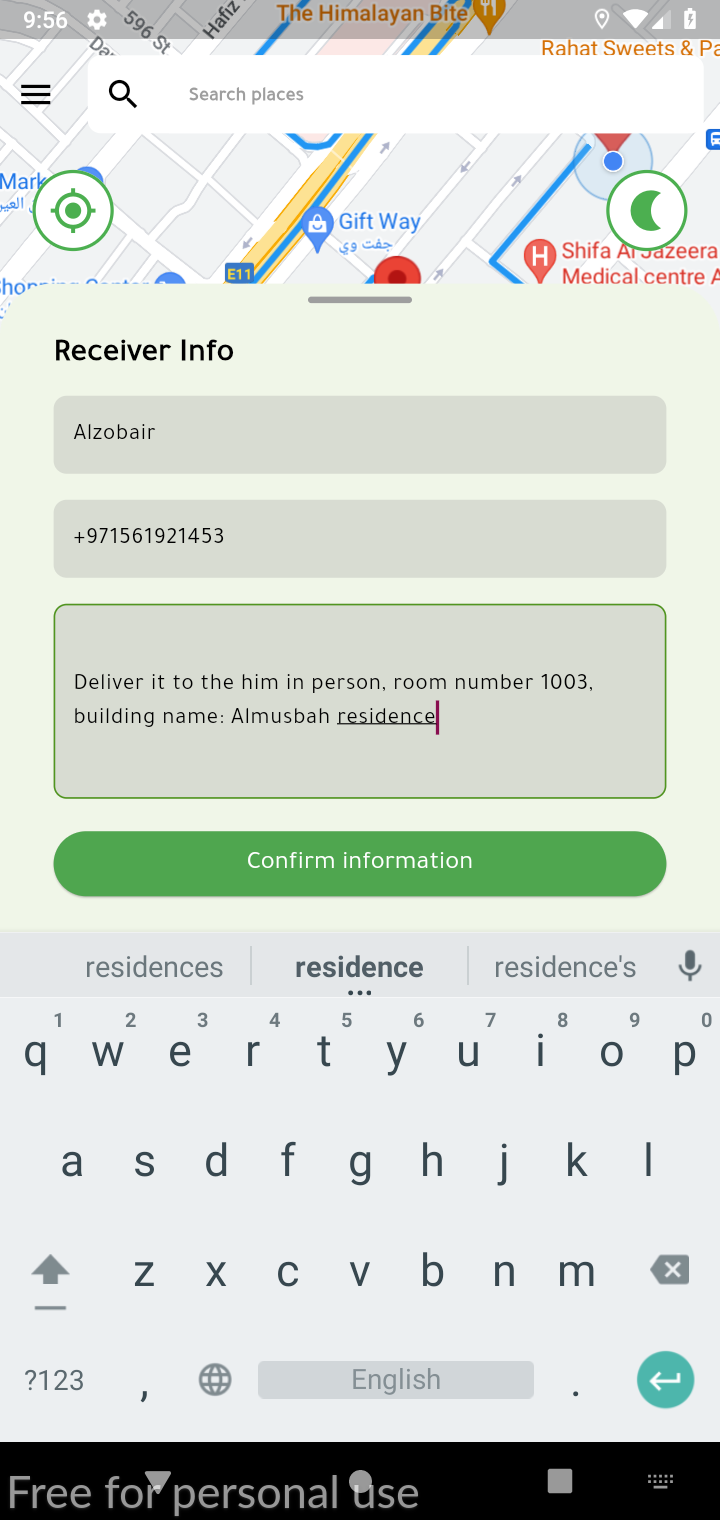 9:56
The Himalayan Bite
596 St
Hafiz
Rahat Sweets & Pa
Search places
Mark
العين
Gift Way
جفت وي
E11
Shopping Center
Shifa Al Jazeera
Medical centre A
Receiver Info
Alzobair
+971561921453
Deliver it to the him in person, room number 1003,
building name: Almusbah residence
Confirm information
residences residence residence's
1 2 3 4 5 6 7 8 9 0
q w e r t y u i o p
a s d f g h j k l
z x c v b n m
?123 , English .
Free for personal use